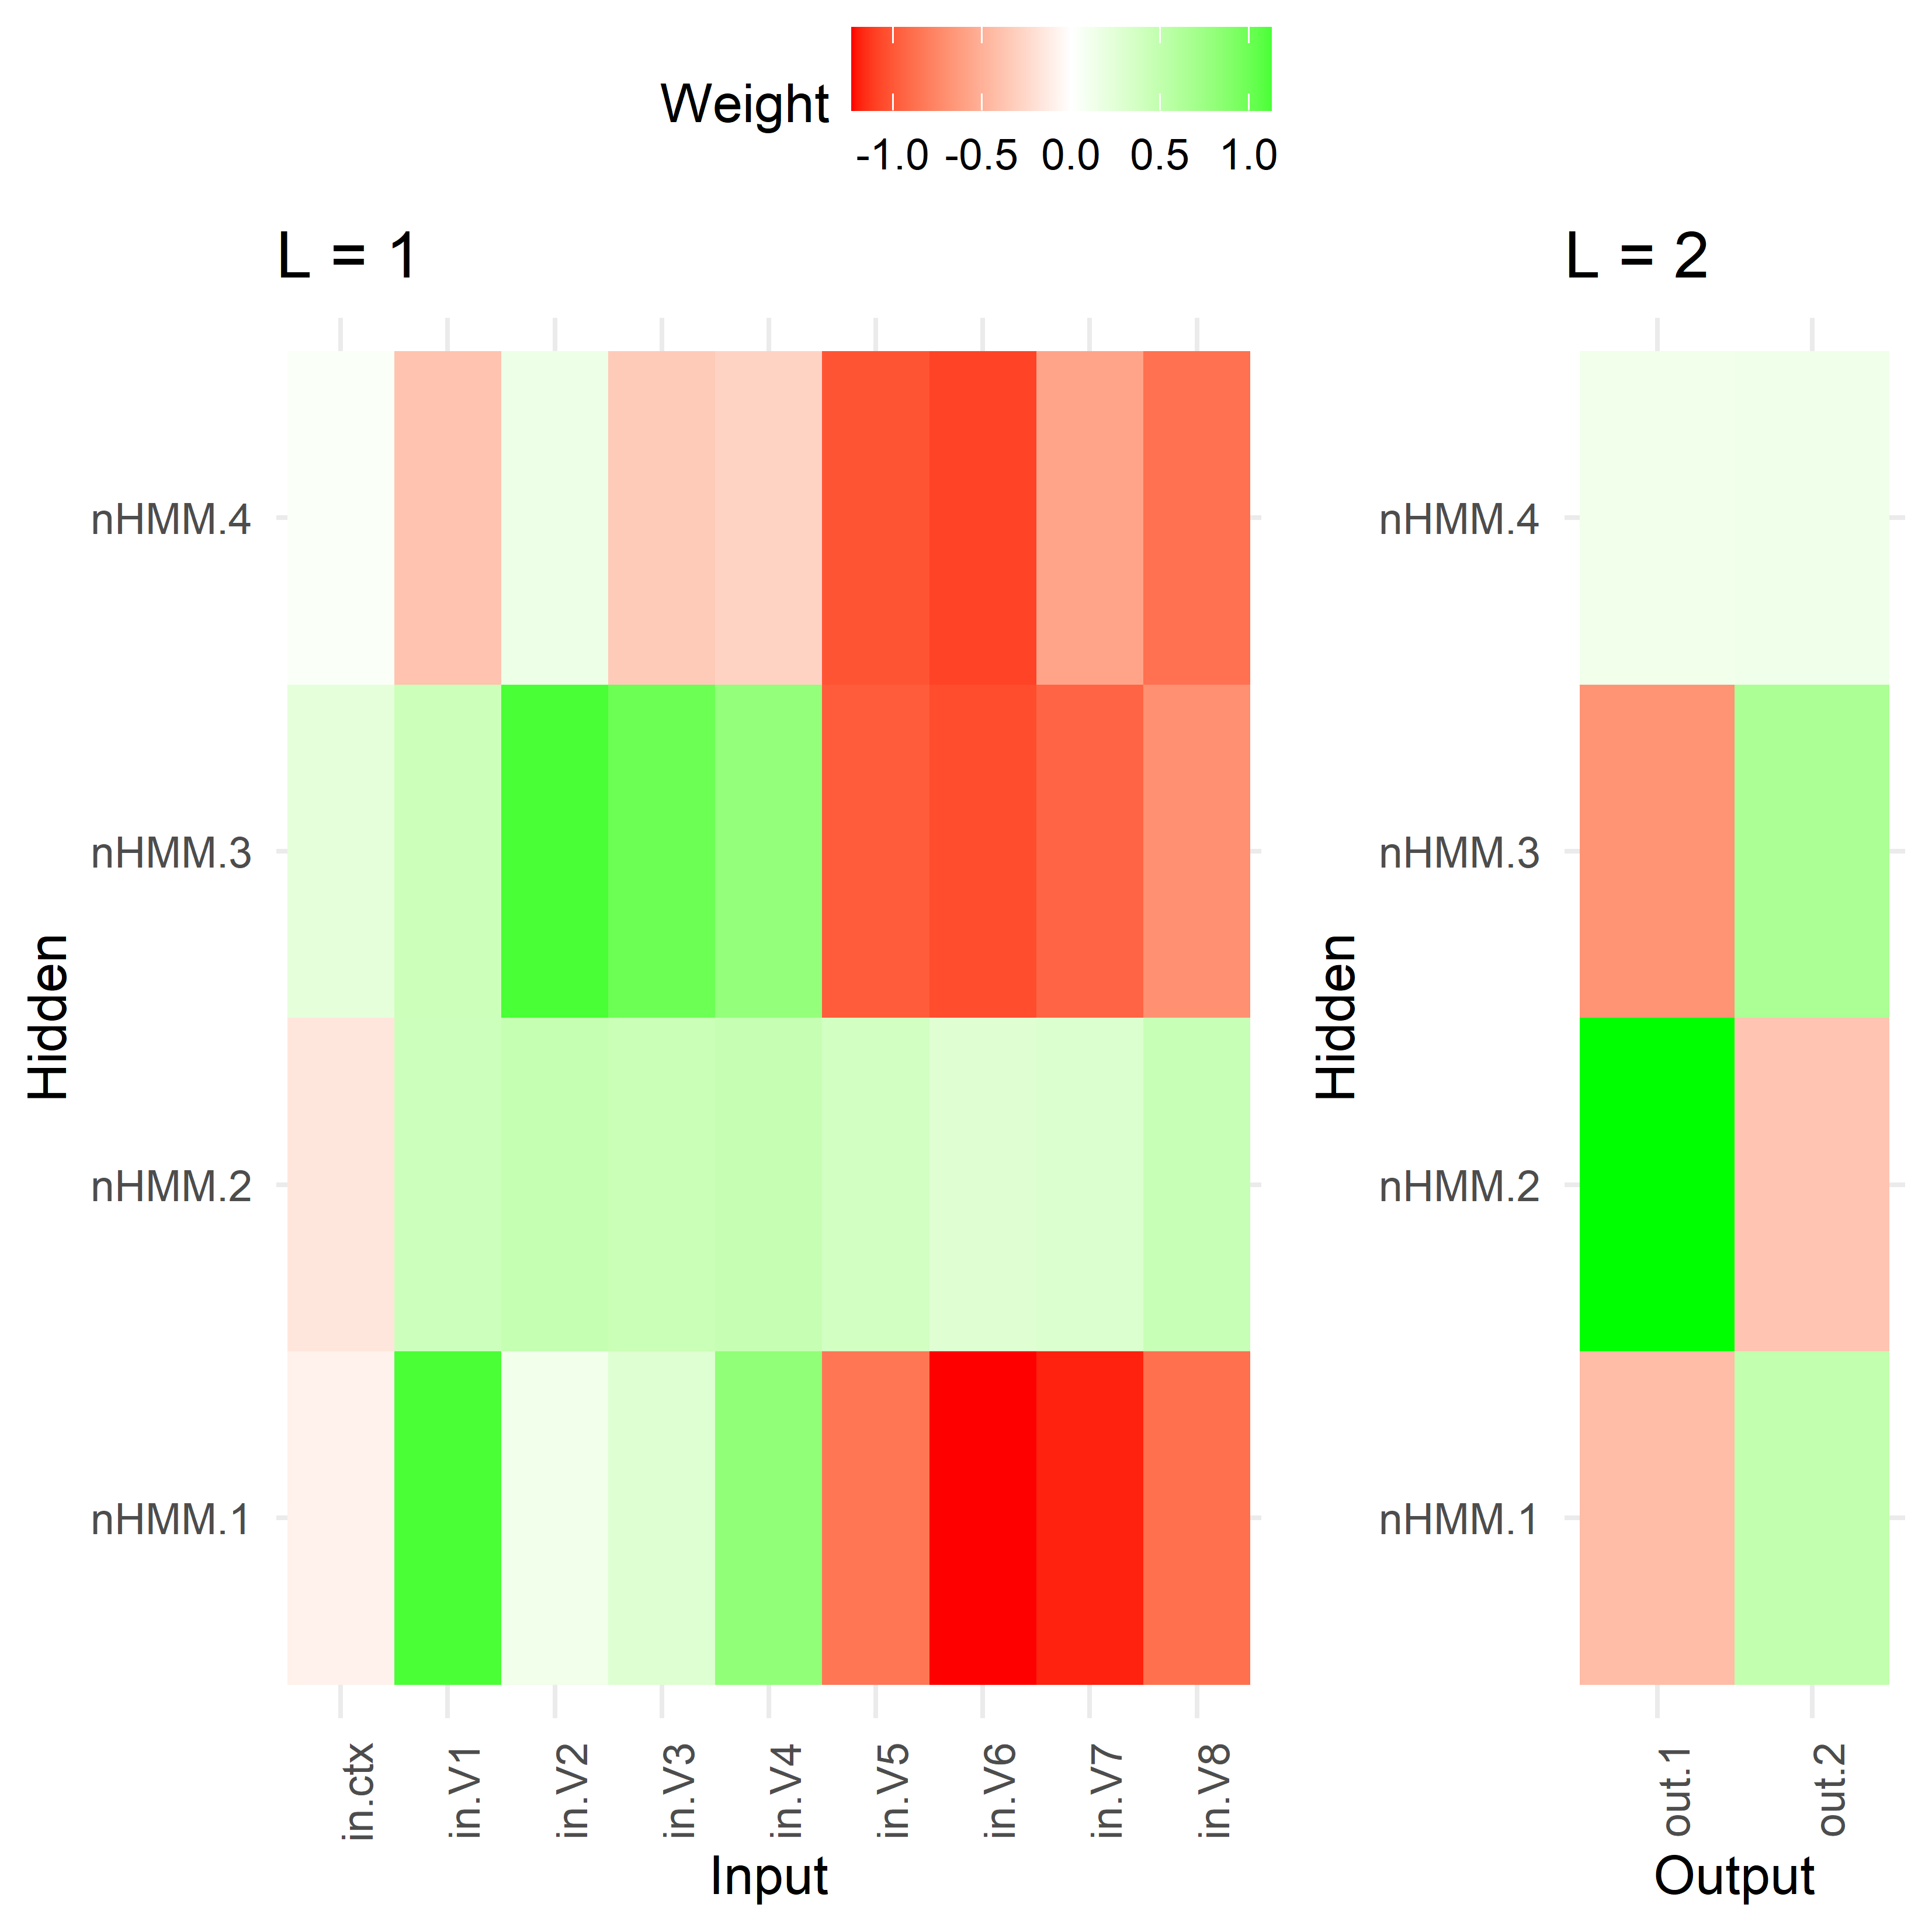 Weight
-1.0 -0.5 0.0 0.5 1.0
L = 1
nHMM.4
nHMM.3
nHMM.2
nHMM.1
Hidden
in.ctx in.V1 in.V2 in.V3 in.V4 in.V5 in.V6 in.V7 in.V8
Input
L = 2
nHMM.4
nHMM.3
nHMM.2
nHMM.1
Hidden
out.1 out.2
Output